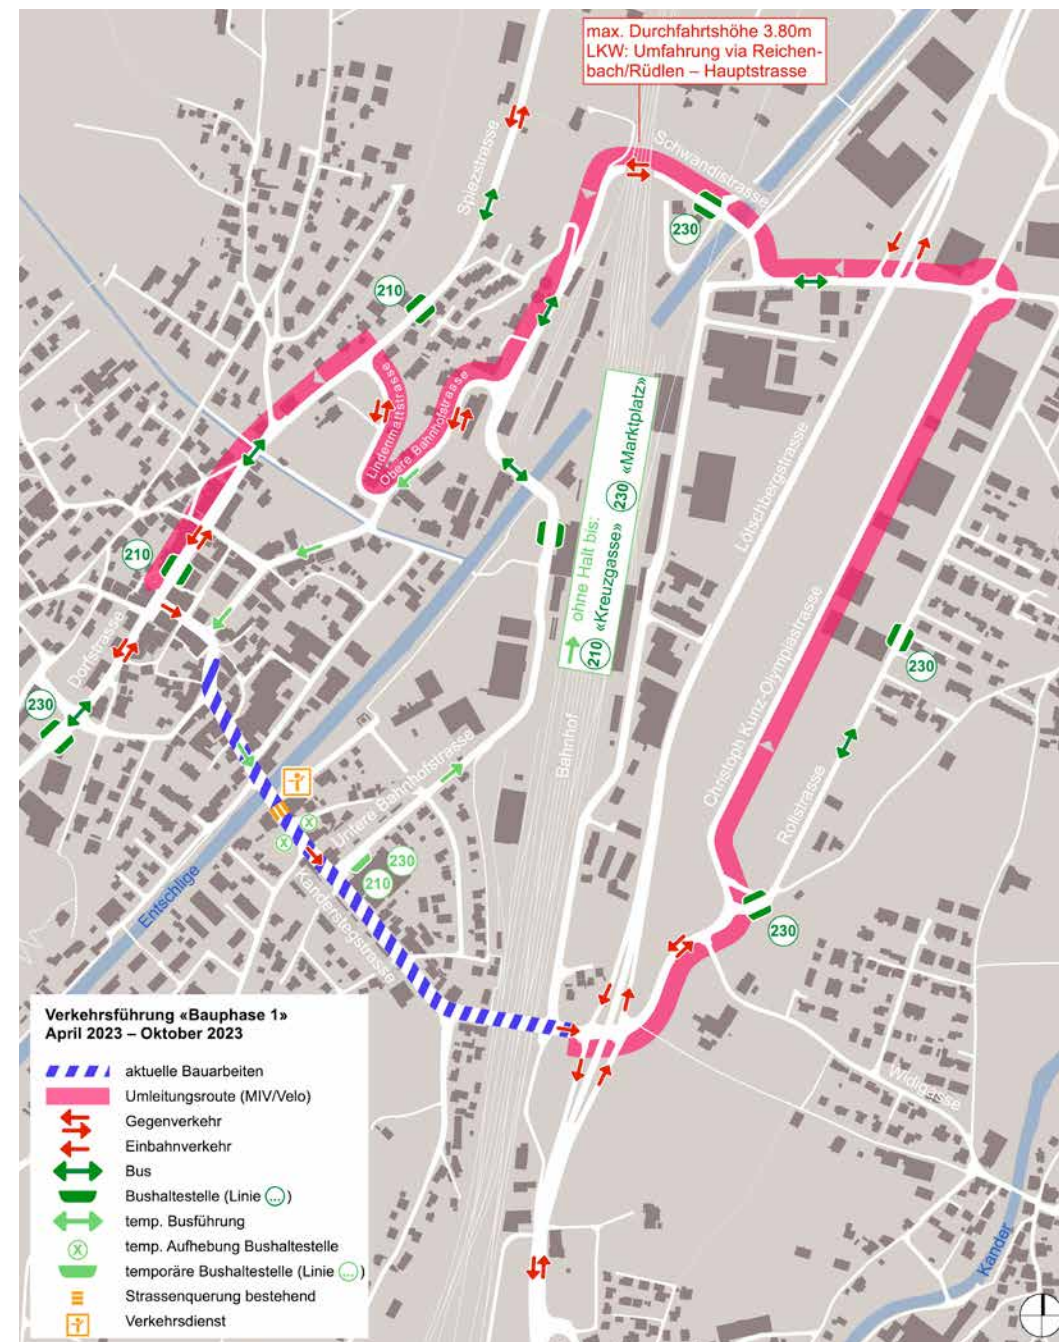 max. Durchfahrtshöhe 3.80m
LKW: Umfahrung via Reichen-
bach/Rüdlen – Hauptstrasse
Spiezstrasse
Schwandistrasse
230
210
Lindenmattstrasse
Obere Bahnhofstrasse
ohne Halt bis:
210 «Kreuzgasse» 230 «Marktplatz»
Lötschbergstrasse
210
Christoph Kunz-Olympiastrasse
230
Dorfstrasse
230
Bahnhof
Untere Bahnhofstrasse
Rollstrasse
X
X
230
210
Entschlige
Kanderstegstrasse
230
Widigasse
Kander
Verkehrsführung «Bauphase 1»
April 2023 – Oktober 2023
aktuelle Bauarbeiten
Umleitungsroute (MIV/Velo)
Gegenverkehr
Einbahnverkehr
Bus
Bushaltestelle (Linie ...)
temp. Busführung
X temp. Aufhebung Bushaltestelle
temporäre Bushaltestelle (Linie ...)
Strassenquerung bestehend
Verkehrsdienst